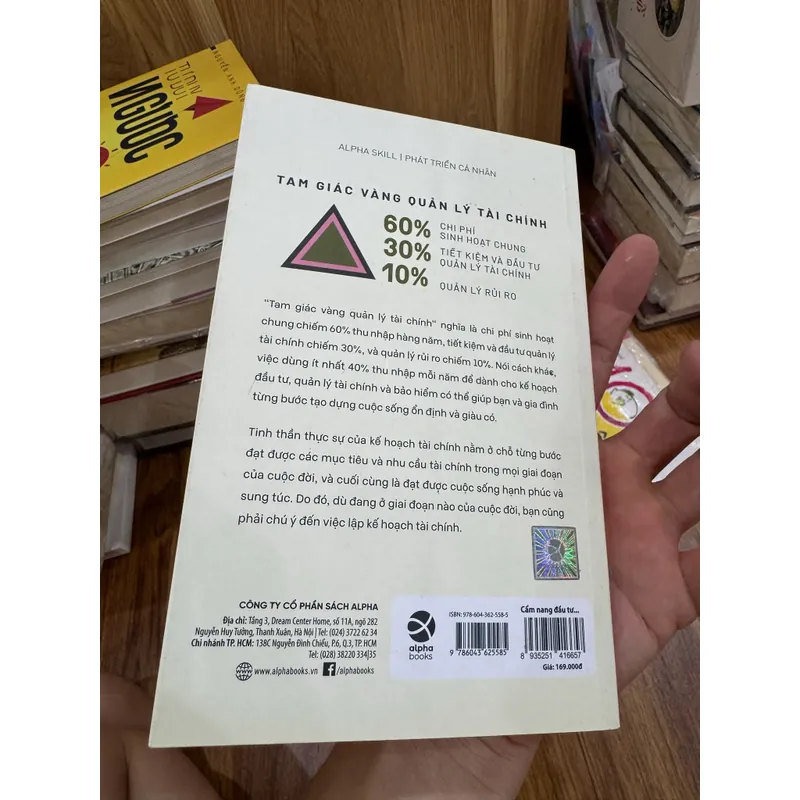 NGUYỄN ANH DŨNG
TƯ DUY
NGƯỢC
ALPHA SKILL | PHÁT TRIỂN CÁ NHÂN
TAM GIÁC VÀNG QUẢN LÝ TÀI CHÍNH
60% CHI PHÍ
SINH HOẠT CHUNG
30% TIẾT KIỆM VÀ ĐẦU TƯ
QUẢN LÝ TÀI CHÍNH
10% QUẢN LÝ RỦI RO
"Tam giác vàng quản lý tài chính" nghĩa là chi phí sinh hoạt
chung chiếm 60% thu nhập hàng năm, tiết kiệm và đầu tư quản lý
tài chính chiếm 30%, và quản lý rủi ro chiếm 10%. Nói cách khác,
việc dùng ít nhất 40% thu nhập mỗi năm để dành cho kế hoạch
đầu tư, quản lý tài chính và bảo hiểm có thể giúp bạn và gia đình
từng bước tạo dựng cuộc sống ổn định và giàu có.
Tinh thần thực sự của kế hoạch tài chính nằm ở chỗ từng bước
đạt được các mục tiêu và nhu cầu tài chính trong mọi giai đoạn
của cuộc đời, và cuối cùng là đạt được cuộc sống hạnh phúc và
sung túc. Do đó, dù đang ở giai đoạn nào của cuộc đời, bạn cũng
phải chú ý đến việc lập kế hoạch tài chính.
CÔNG TY CỔ PHẦN SÁCH ALPHA
Địa chỉ: Tầng 3, Dream Center Home, số 11A, ngõ 282
Nguyễn Huy Tưởng, Thanh Xuân, Hà Nội | Tel: (024) 3722 62 34
Chi nhánh TP. HCM: 138C Nguyễn Đình Chiểu, P.6, Q.3, TP. HCM
Tel: (028) 38220 334|35
www.alphabooks.vn /alphabooks
alpha
books
ISBN: 978-604-362-558-5
9 786043 625585
Cẩm nang đầu tư...
8 935251 416657
Giá: 169.000đ